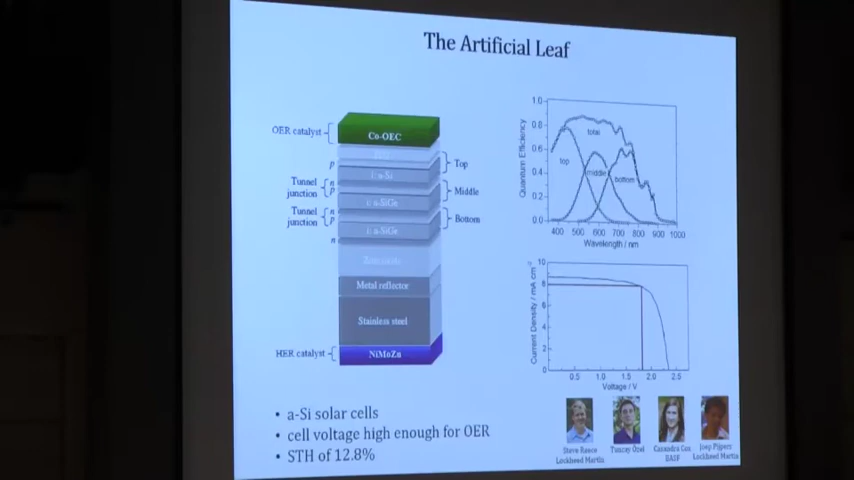 The Artificial Leaf
OER catalyst
Co-OEC
p
i: a-Si
Top
Tunnel
junction
n
p
i: a-SiGe
Middle
Tunnel
junction
n
p
i: a-SiGe
Bottom
n
Metal reflector
Stainless steel
HER catalyst
NiMoZn
Quantum Efficiency
1.0
0.8
0.6
0.4
0.2
0.0
total
top
middle
bottom
400 500 600 700 800 900 1000
Wavelength / nm
Current Density / mA cm⁻²
10
8
6
4
2
0
0.5 1.0 1.5 2.0 2.5
Voltage / V
• a-Si solar cells
• cell voltage high enough for OER
• STH of 12.8%
Steve Reece
Lockheed Martin
Tuncay Ozel
Casandra Cox
BASF
Joep Pijpers
Lockheed Martin